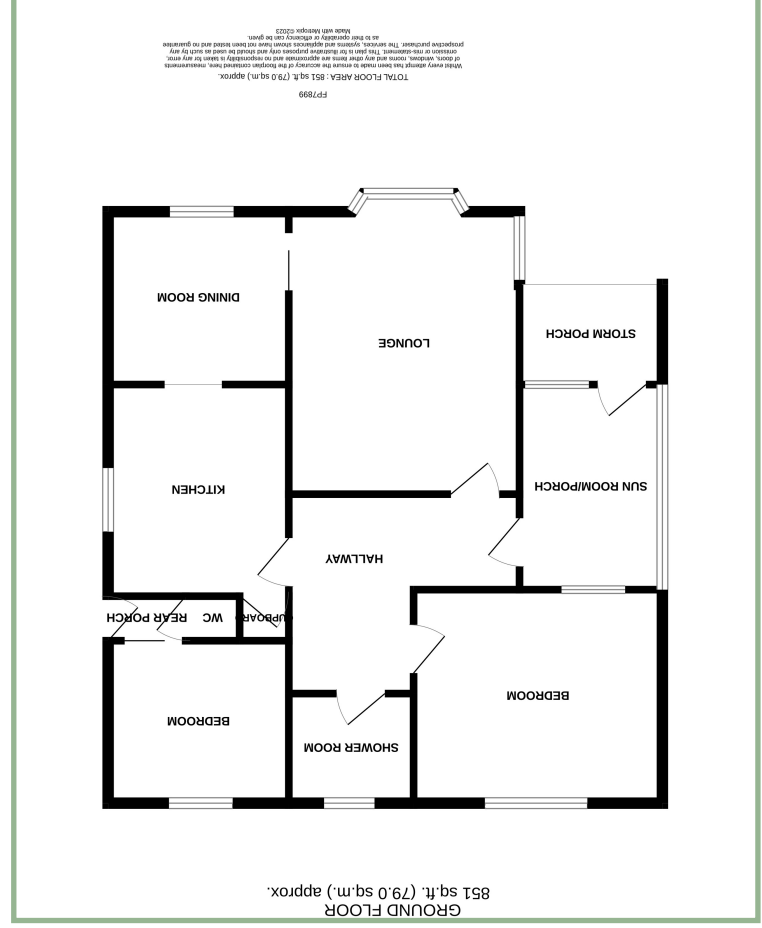 GROUND FLOOR
851 sq.ft. (79.0 sq.m.) approx.
SHOWER ROOM
BEDROOM
BEDROOM
CUPBOARD
WC
REAR PORCH
HALLWAY
SUN ROOM/PORCH
KITCHEN
LOUNGE
STORM PORCH
DINING ROOM
FP7899
TOTAL FLOOR AREA : 851 sq.ft. (79.0 sq.m.) approx.
Whilst every attempt has been made to ensure the accuracy of the floorplan contained here, measurements
of doors, windows, rooms and any other items are approximate and no responsibility is taken for any error,
omission or mis-statement. This plan is for illustrative purposes only and should be used as such by any
prospective purchaser. The services, systems and appliances shown have not been tested and no guarantee
as to their operability or efficiency can be given.
Made with Metropix ©2023